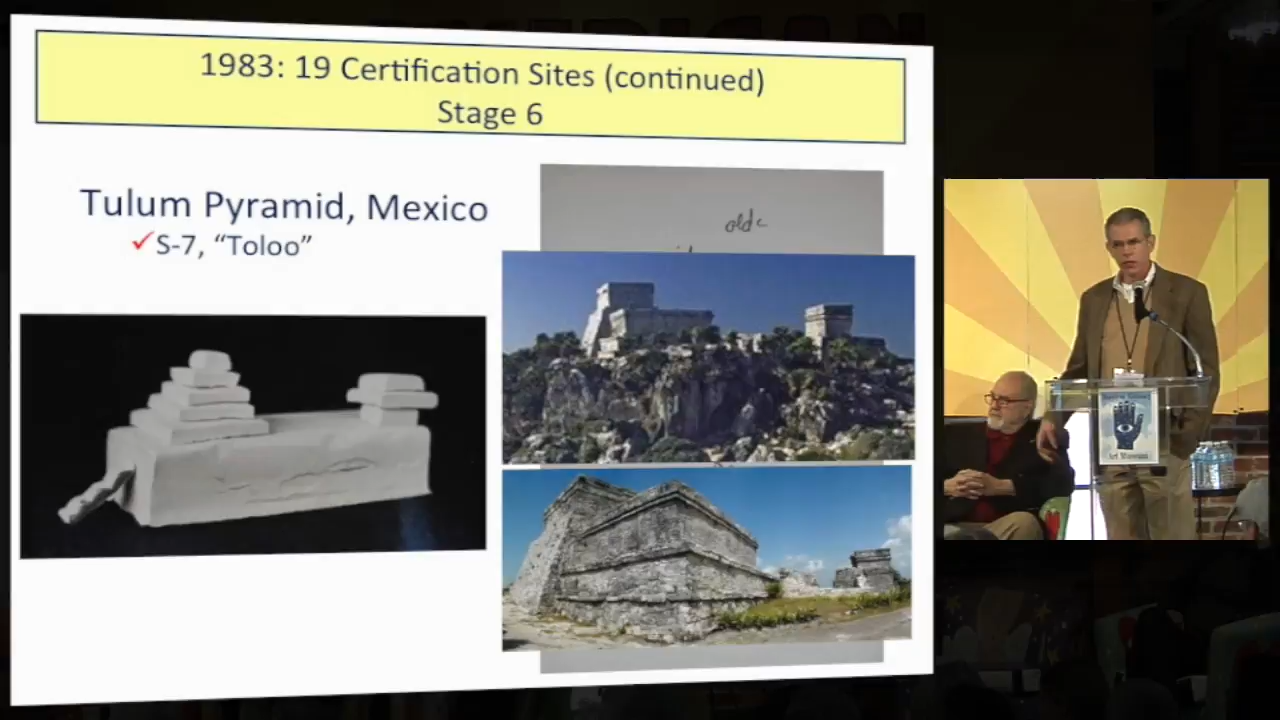 1983: 19 Certification Sites (continued)
Stage 6
Tulum Pyramid, Mexico
✓S-7, “Toloo”
olde
Art Museum